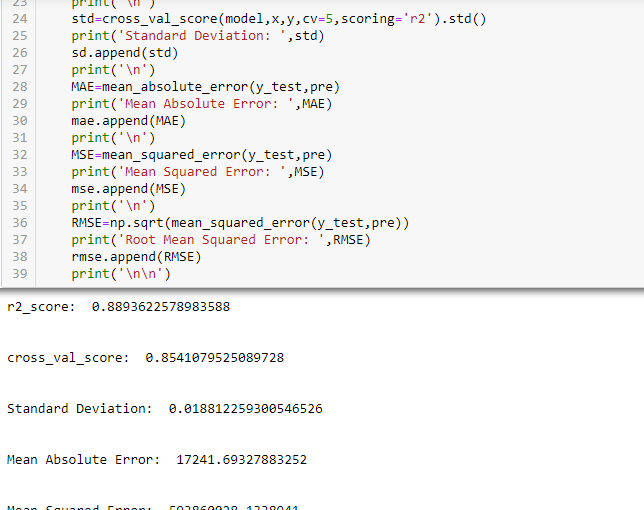 23 print('\n')
24 std=cross_val_score(model,x,y,cv=5,scoring='r2').std()
25 print('Standard Deviation: ',std)
26 sd.append(std)
27 print('\n')
28 MAE=mean_absolute_error(y_test,pre)
29 print('Mean Absolute Error: ',MAE)
30 mae.append(MAE)
31 print('\n')
32 MSE=mean_squared_error(y_test,pre)
33 print('Mean Squared Error: ',MSE)
34 mse.append(MSE)
35 print('\n')
36 RMSE=np.sqrt(mean_squared_error(y_test,pre))
37 print('Root Mean Squared Error: ',RMSE)
38 rmse.append(RMSE)
39 print('\n\n')
r2_score: 0.8893622578983588
cross_val_score: 0.8541079525089728
Standard Deviation: 0.018812259300546526
Mean Absolute Error: 17241.69327883252
Mean Squared Error: